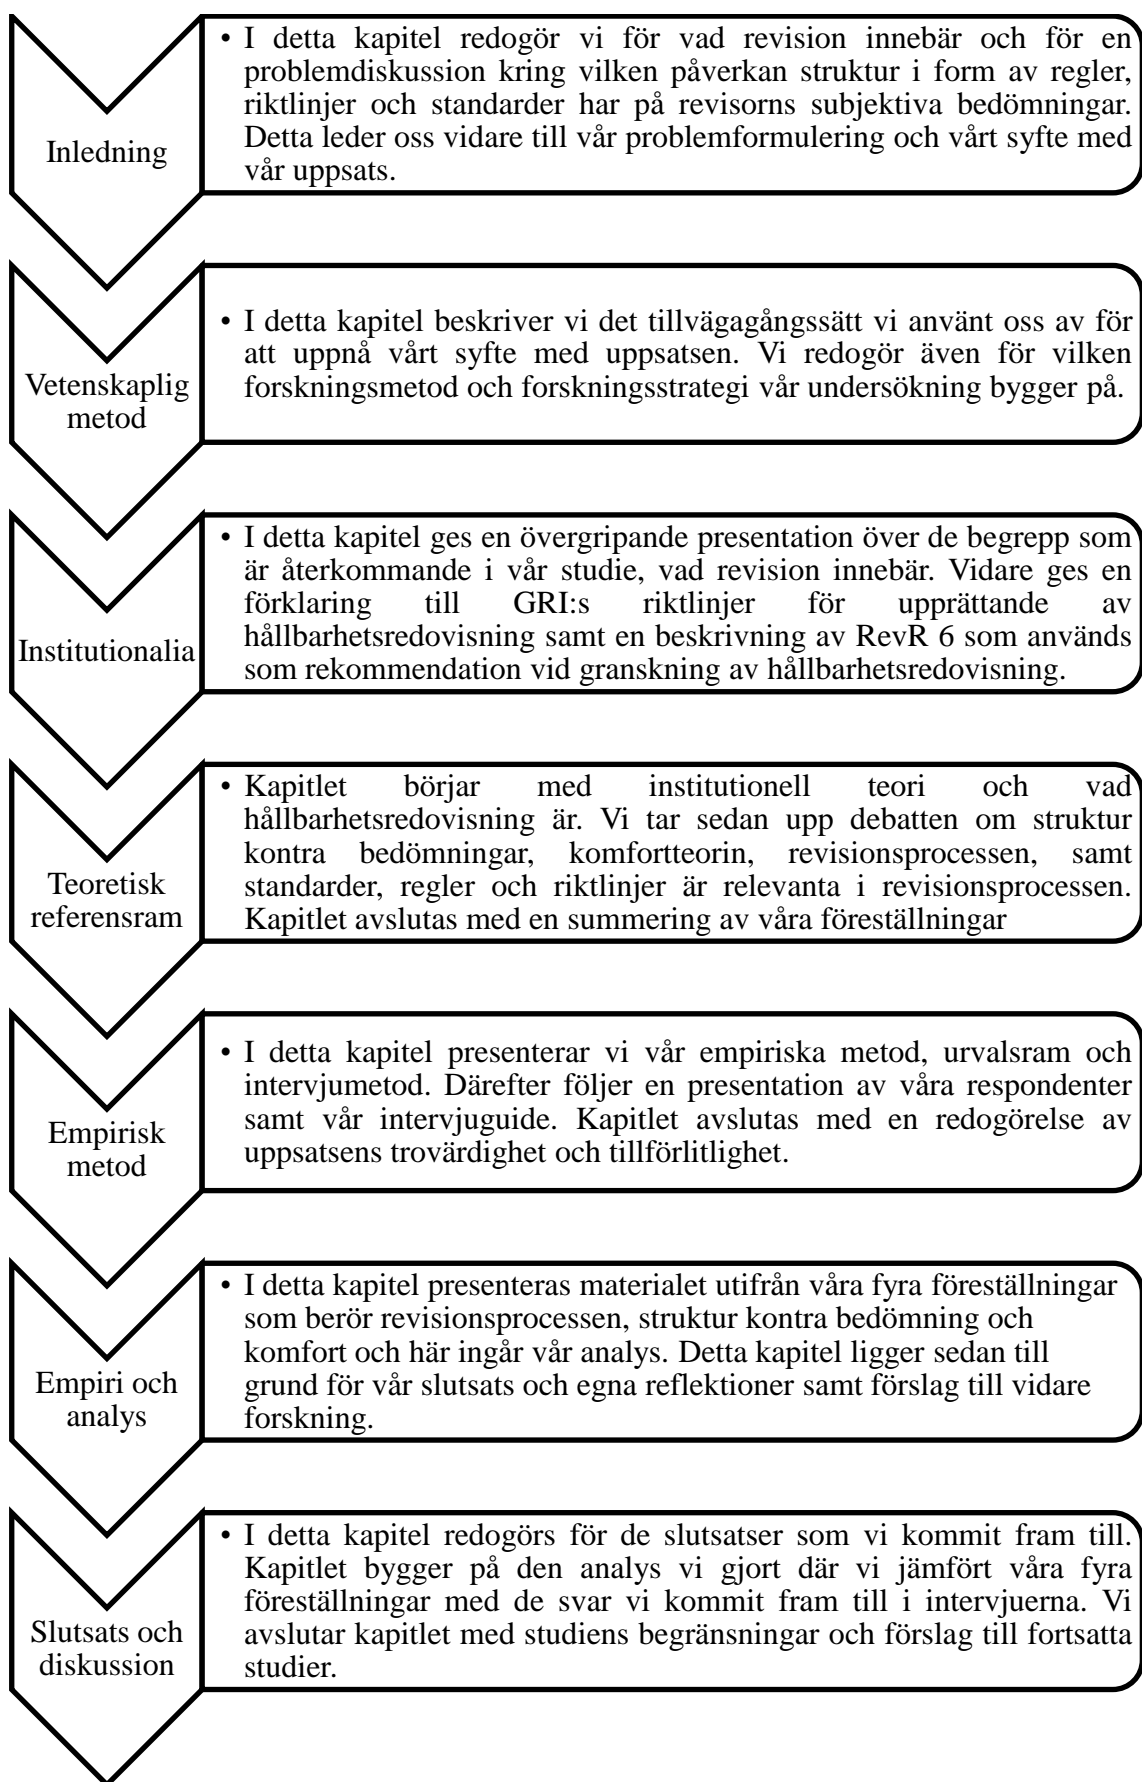 Inledning
• I detta kapitel redogör vi för vad revision innebär och för en
problemdiskussion kring vilken påverkan struktur i form av regler,
riktlinjer och standarder har på revisorns subjektiva bedömningar.
Detta leder oss vidare till vår problemformulering och vårt syfte med
vår uppsats.
Vetenskaplig
metod
• I detta kapitel beskriver vi det tillvägagångssätt vi använt oss av för
att uppnå vårt syfte med uppsatsen. Vi redogör även för vilken
forskningsmetod och forskningsstrategi vår undersökning bygger på.
Institutionalia
• I detta kapitel ges en övergripande presentation över de begrepp som
är återkommande i vår studie, vad revision innebär. Vidare ges en
förklaring till GRI:s riktlinjer för upprättande av
hållbarhetsredovisning samt en beskrivning av RevR 6 som används
som rekommendation vid granskning av hållbarhetsredovisning.
Teoretisk
referensram
• Kapitlet börjar med institutionell teori och vad
hållbarhetsredovisning är. Vi tar sedan upp debatten om struktur
kontra bedömningar, komfortteorin, revisionsprocessen, samt
standarder, regler och riktlinjer är relevanta i revisionsprocessen.
Kapitlet avslutas med en summering av våra föreställningar
Empirisk
metod
• I detta kapitel presenterar vi vår empiriska metod, urvalsram och
intervjumetod. Därefter följer en presentation av våra respondenter
samt vår intervjuguide. Kapitlet avslutas med en redogörelse av
uppsatsens trovärdighet och tillförlitlighet.
Empiri och
analys
• I detta kapitel presenteras materialet utifrån våra fyra föreställningar
som berör revisionsprocessen, struktur kontra bedömning och
komfort och här ingår vår analys. Detta kapitel ligger sedan till
grund för vår slutsats och egna reflektioner samt förslag till vidare
forskning.
Slutsats och
diskussion
• I detta kapitel redogörs för de slutsatser som vi kommit fram till.
Kapitlet bygger på den analys vi gjort där vi jämfört våra fyra
föreställningar med de svar vi kommit fram till i intervjuerna. Vi
avslutar kapitlet med studiens begränsningar och förslag till fortsatta
studier.